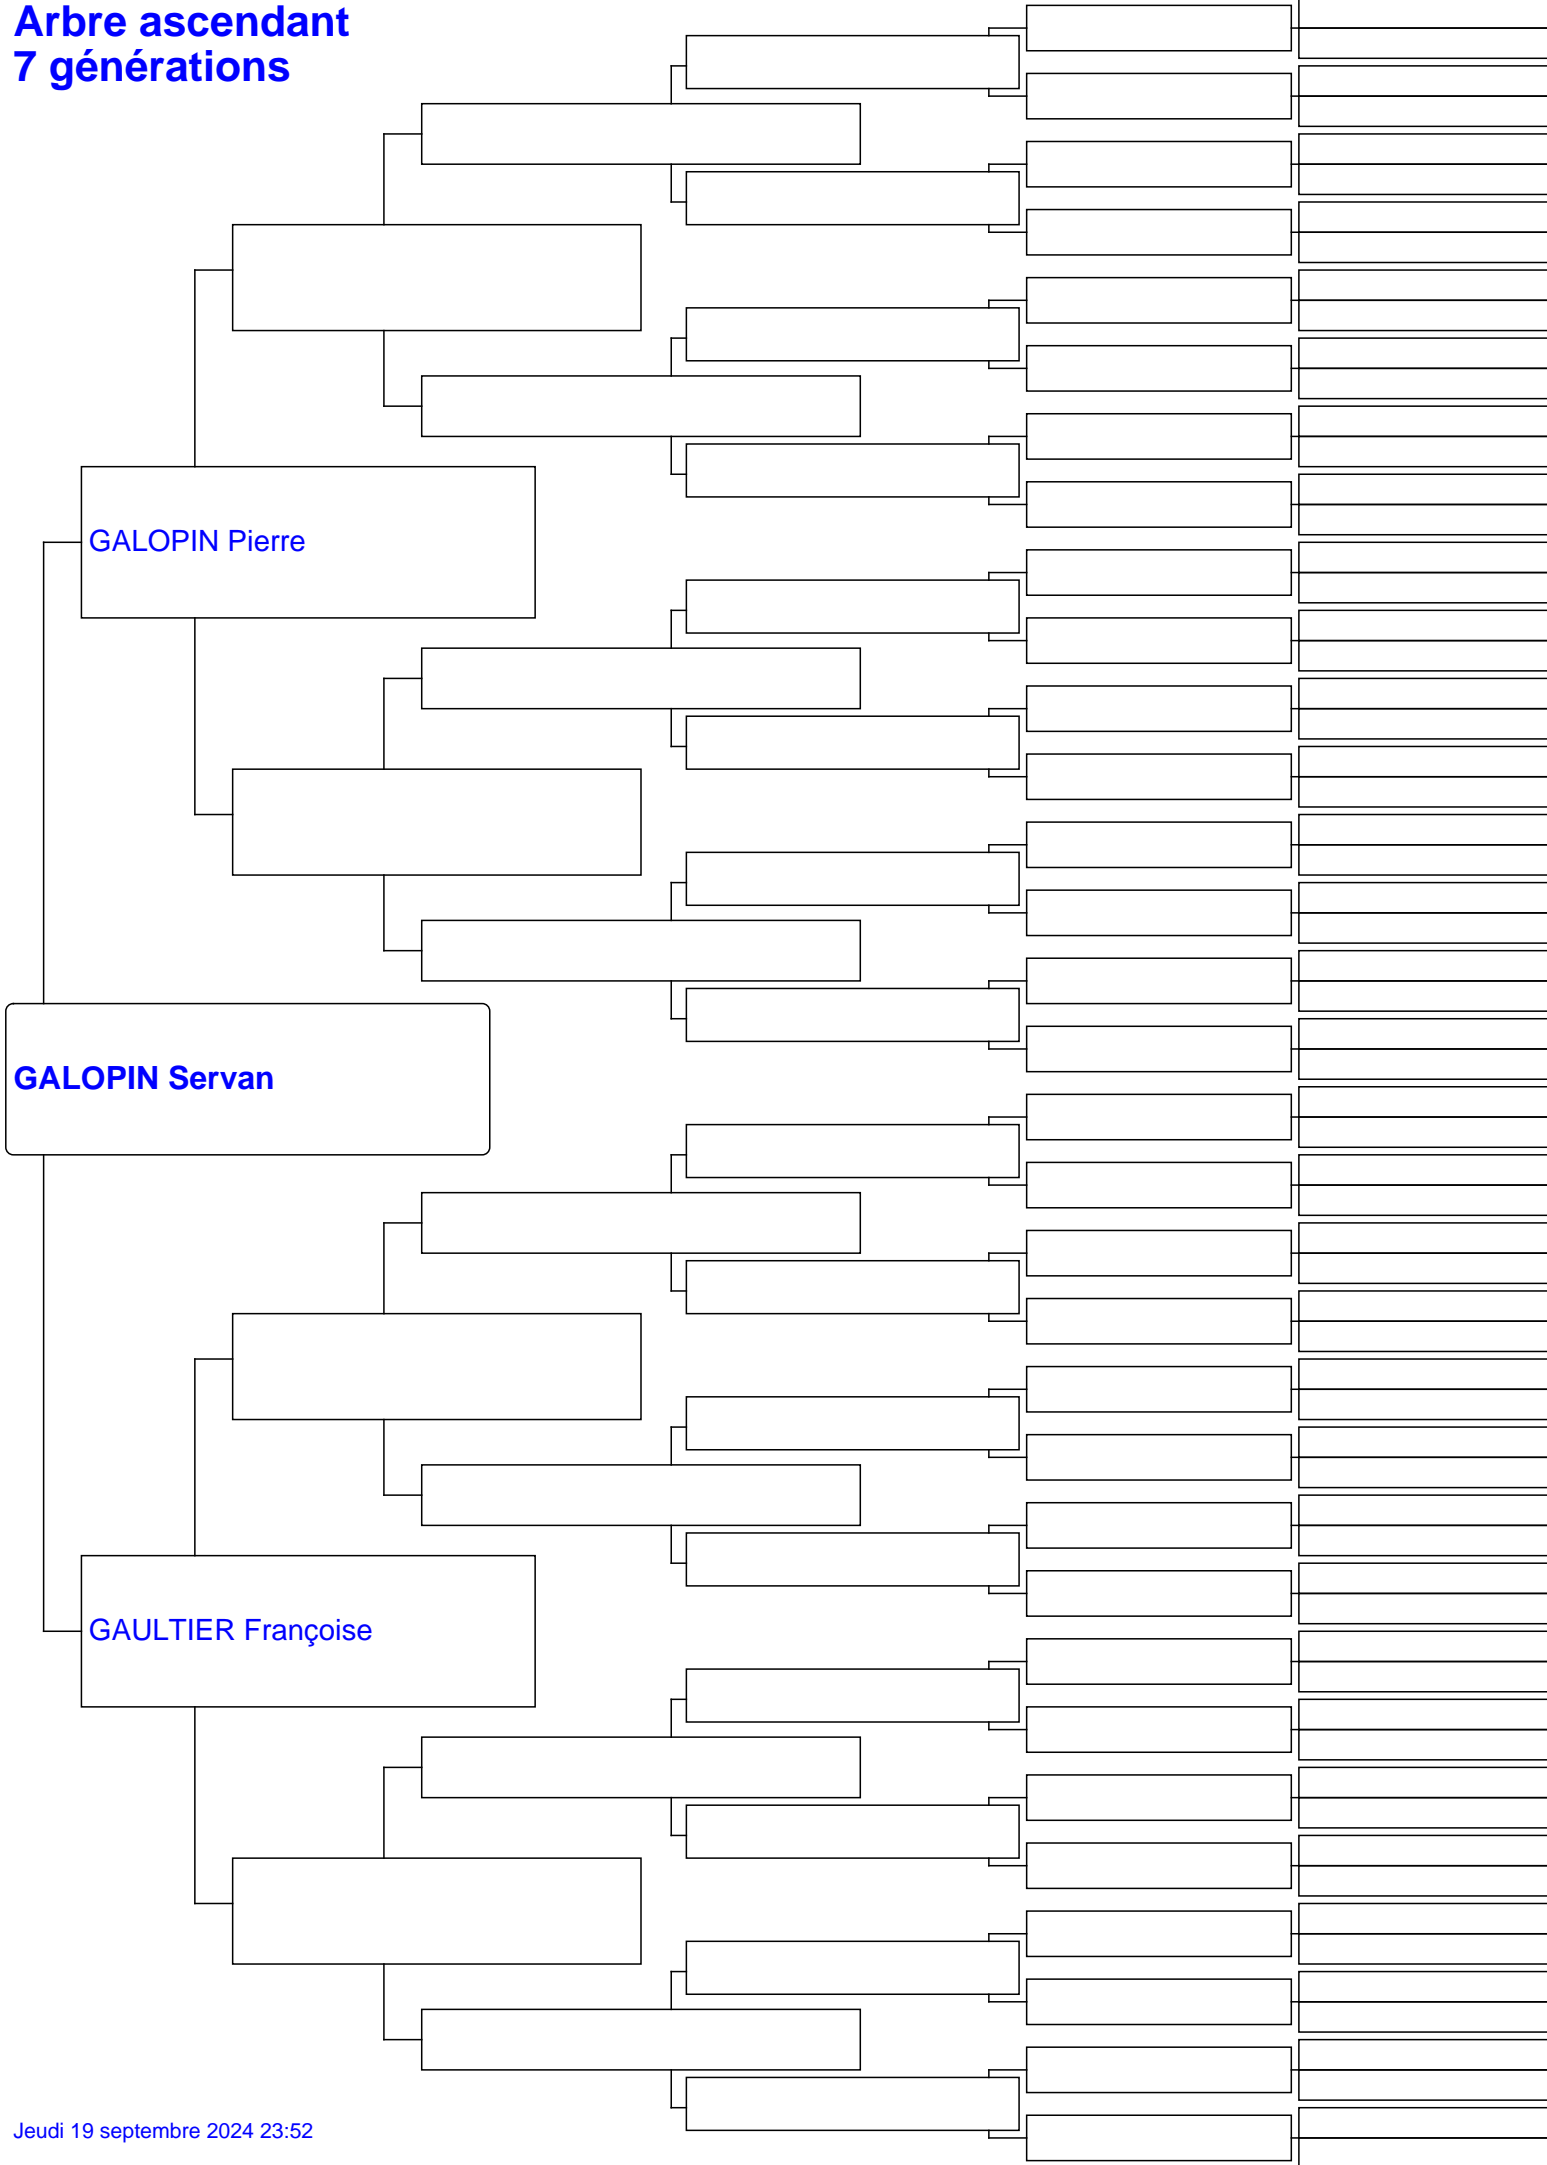 Arbre ascendant
7 générations
GALOPIN Pierre
GALOPIN Servan
GAULTIER Françoise
Jeudi 19 septembre 2024 23:52